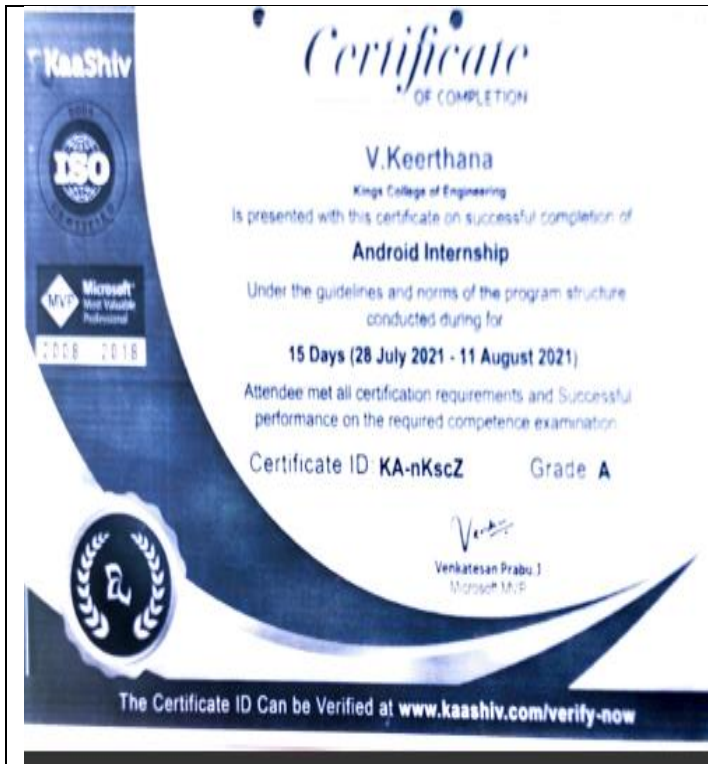 KaaShiv
Certificate
OF COMPLETION
ISO
CERTIFIED
V.Keerthana
Kings College of Engineering
Is presented with this certificate on successful completion of
Android Internship
MVP
Microsoft®
Most Valuable
Professional
Under the guidelines and norms of the program structure
conducted during for
2008 2018
15 Days (28 July 2021 - 11 August 2021)
Attendee met all certification requirements and Successful
performance on the required competence examination
Certificate ID: KA-nKscZ Grade A
Venkatesan Prabu.J
Microsoft MVP
The Certificate ID Can be Verified at www.kaashiv.com/verify-now